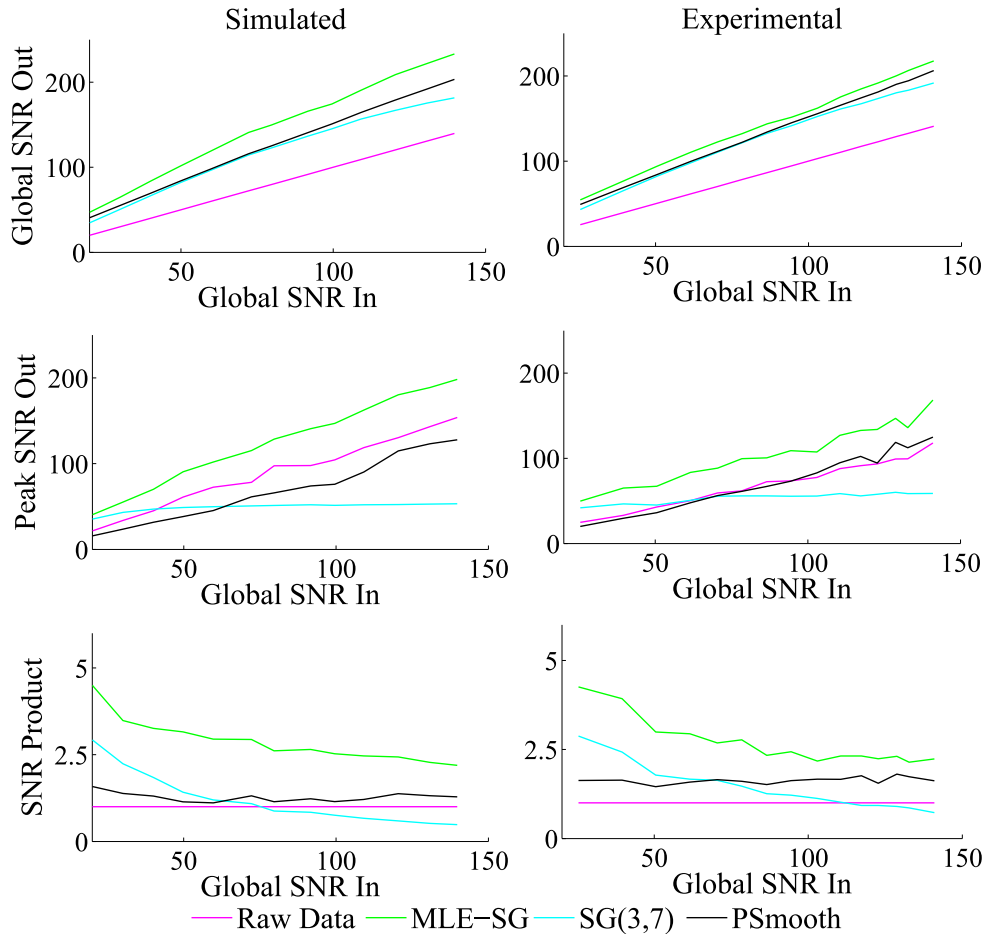 Simulated
Experimental
Global SNR Out
200
100
0
50
100
150
Global SNR In
200
100
0
50
100
150
Global SNR In
Peak SNR Out
200
100
0
50
100
150
Global SNR In
200
100
0
50
100
150
Global SNR In
SNR Product
5
2.5
0
50
100
150
Global SNR In
5
2.5
0
50
100
150
Global SNR In
Raw Data
MLE−SG
SG(3,7)
PSmooth